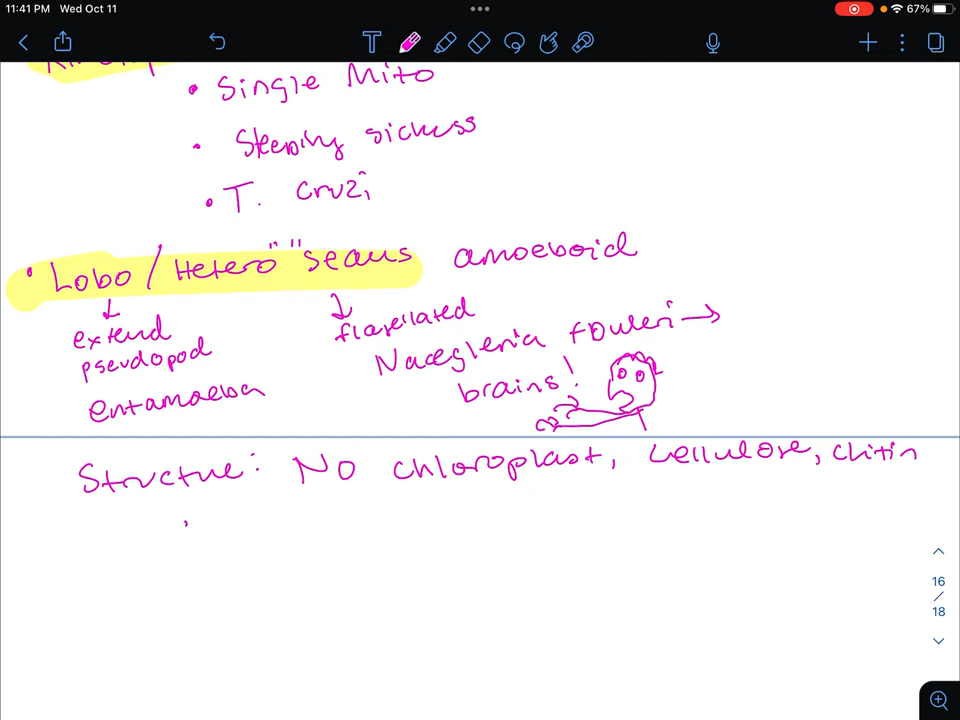 11:41 PM Wed Oct 11
67%
T
• Single Mito
• Sleeping sickness
• T. Cruzi
• Lobo / Hetero " " seans amoeboid
↓ extend pseudopod
↓ flagellated
Naegleria fowleri →
brains!
entamoeba
Structure: No chloroplast, cellulose, chitin
16
/
18